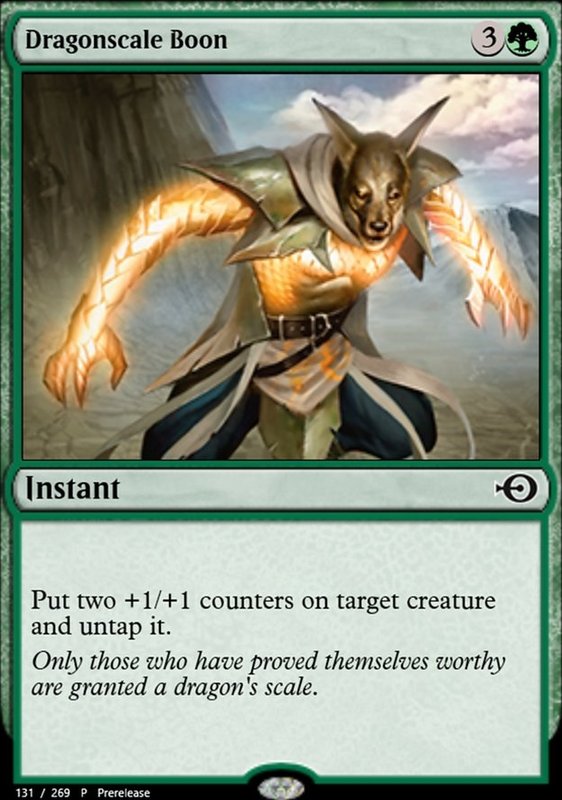 Dragonscale Boon 3
Instant
Put two +1/+1 counters on target creature
and untap it.
Only those who have proved themselves worthy
are granted a dragon's scale.
131 / 269 P Prerelease